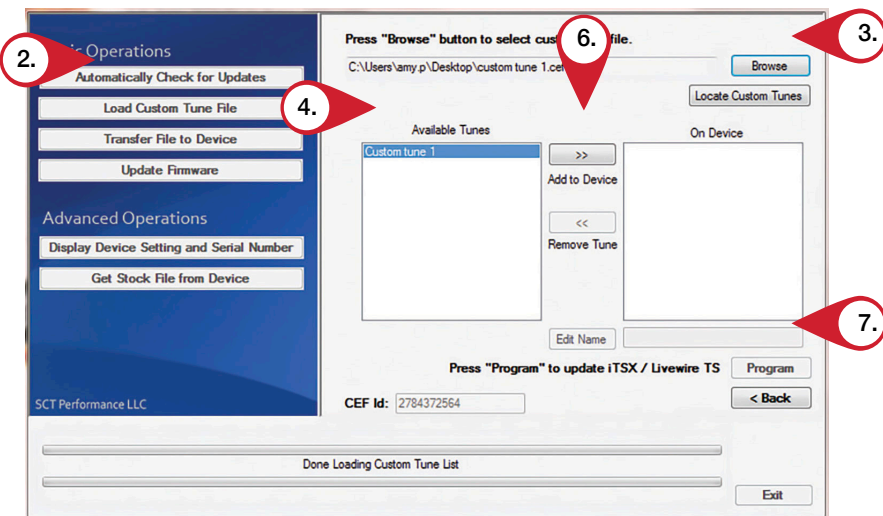 2.
3.
4.
6.
7.
Operations
Automatically Check for Updates
Load Custom Tune File
Transfer File to Device
Update Firmware
Advanced Operations
Display Device Setting and Serial Number
Get Stock File from Device
SCT Performance LLC
Press "Browse" button to select file.
C:\Users\amy.p\Desktop\custom tune 1.cef
Browse
Locate Custom Tunes
Available Tunes
On Device
Custom tune 1
>>
Add to Device
<<
Remove Tune
Edit Name
Press "Program" to update iTSX / Livewire TS
Program
CEF Id: 2784372564
< Back
Done Loading Custom Tune List
Exit